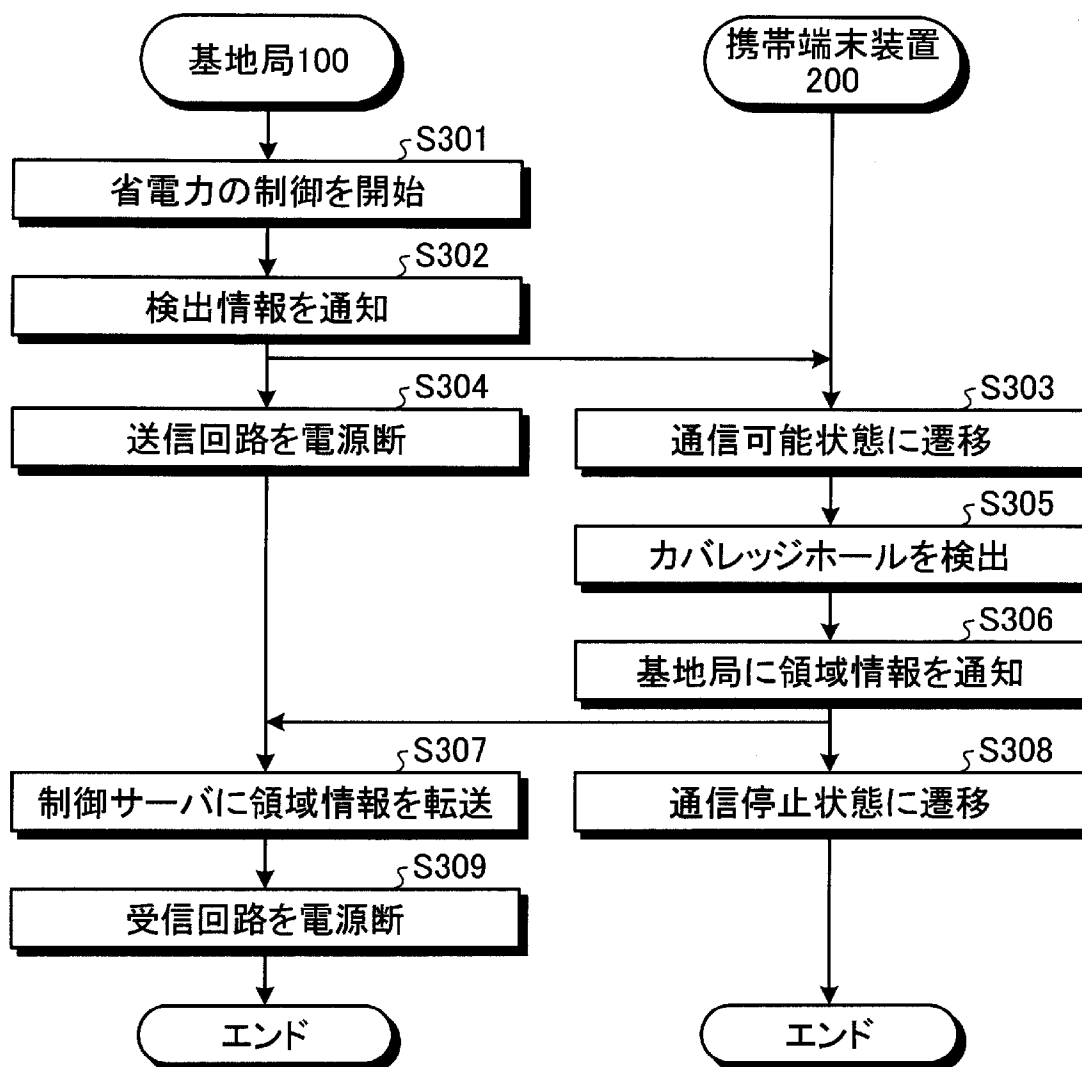 基地局100
携帯端末装置
200
S301
省電力の制御を開始
S302
検出情報を通知
S304
送信回路を電源断
S303
通信可能状態に遷移
S305
カバレッジホールを検出
S306
基地局に領域情報を通知
S307
制御サーバに領域情報を転送
S308
通信停止状態に遷移
S309
受信回路を電源断
エンド
エンド